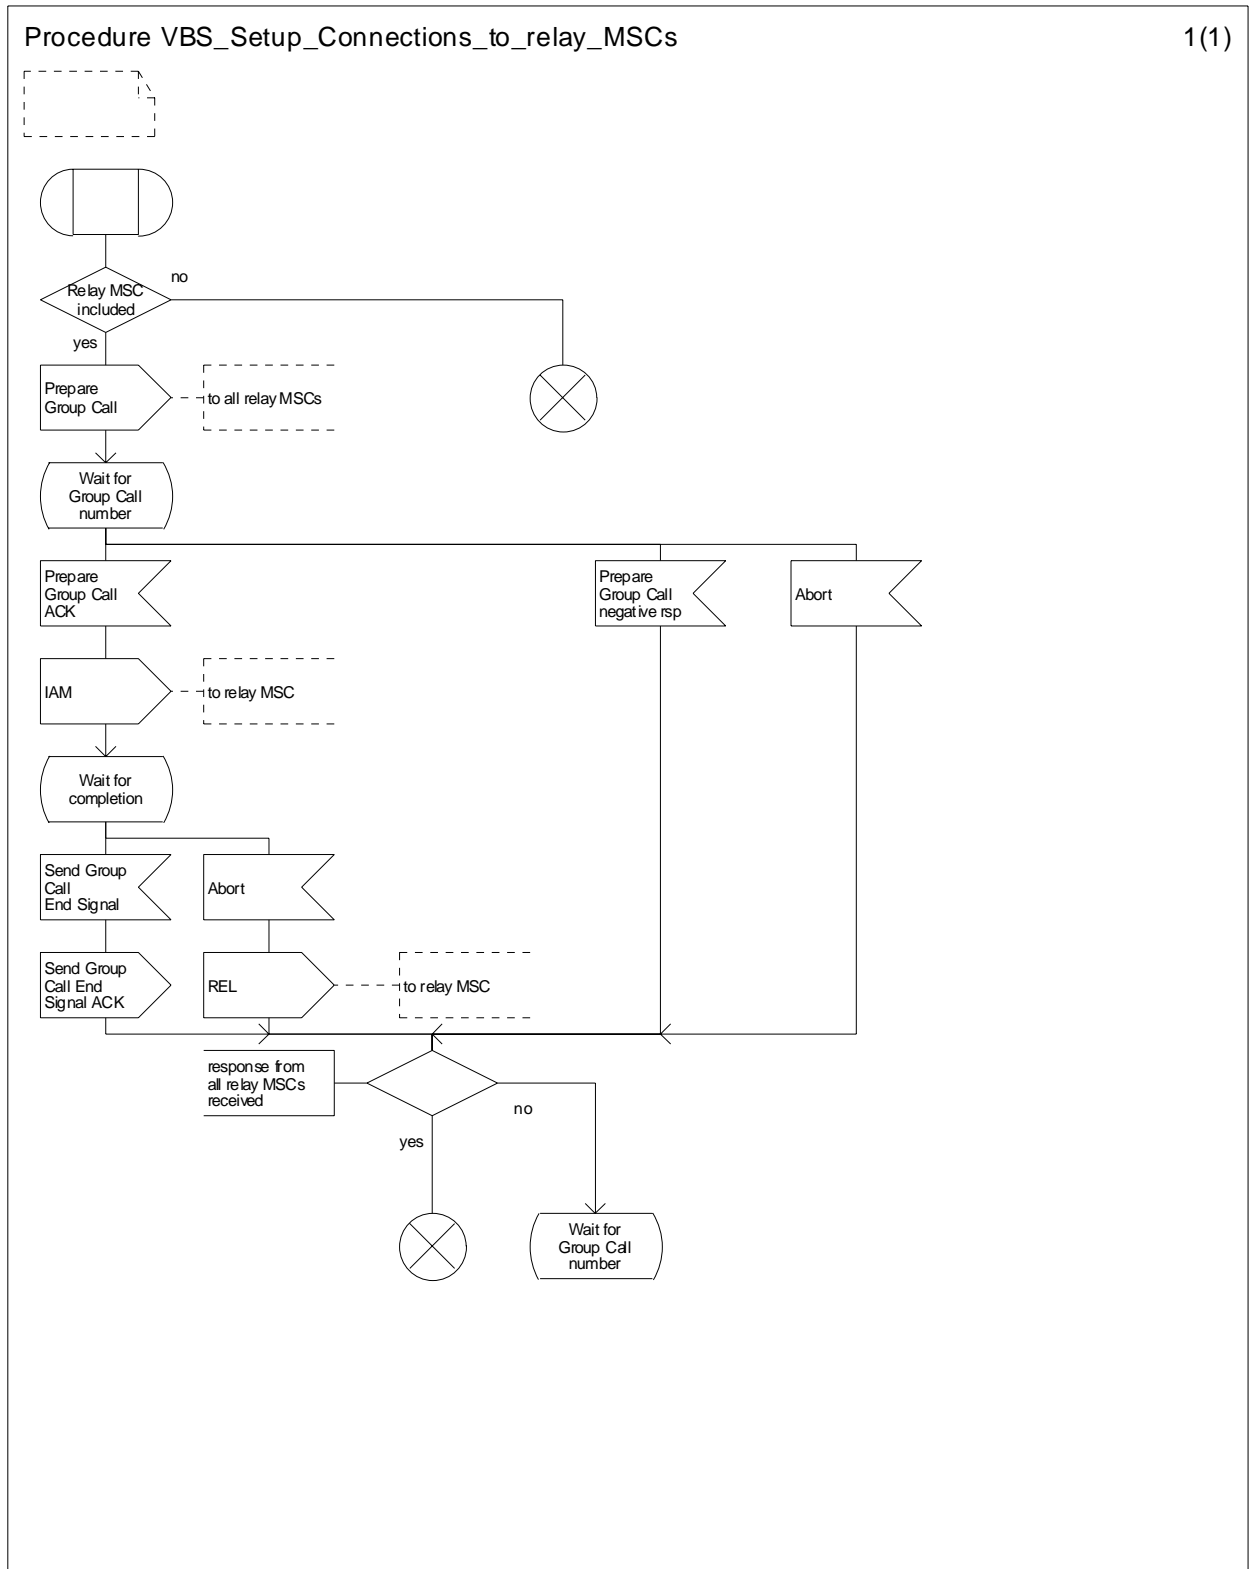 Procedure VBS_Setup_Connections_to_relay_MSCs
1(1)
no
Relay MSC
included
yes
Prepare
Group Call
to all relay MSCs
Wait for
Group Call
number
Prepare
Group Call
ACK
Prepare
Group Call
negative rsp
Abort
IAM
to relay MSC
Wait for
completion
Send Group
Call
End Signal
Abort
Send Group
Call End
Signal ACK
REL
to relay MSC
response from
all relay MSCs
received
no
yes
Wait for
Group Call
number